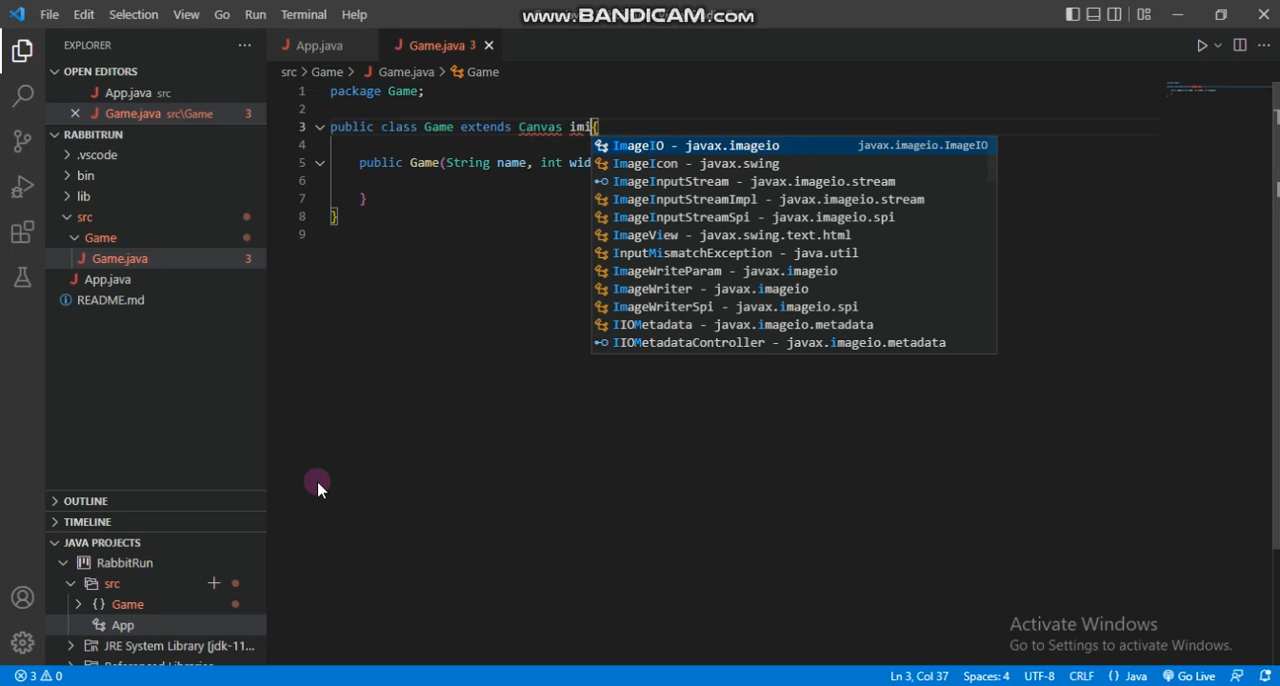 File Edit Selection View Go Run Terminal Help
www.BANDICAM.com
EXPLORER
App.java
Game.java 3
OPEN EDITORS
src > Game > Game.java > Game
App.java src
Game.java src\Game 3
RABBITRUN
.vscode
bin
lib
src
Game
Game.java 3
App.java
README.md
1 package Game;
2
3 public class Game extends Canvas imi{
4
5 public Game(String name, int wid
6
7 }
8 }
9
ImageIO - javax.imageio javax.imageio.ImageIO
ImageIcon - javax.swing
ImageInputStream - javax.imageio.stream
ImageInputStreamImpl - javax.imageio.stream
ImageInputStreamSpi - javax.imageio.spi
ImageView - javax.swing.text.html
InputMismatchException - java.util
ImageWriteParam - javax.imageio
ImageWriter - javax.imageio
ImageWriterSpi - javax.imageio.spi
IIOMetadata - javax.imageio.metadata
IIOMetadataController - javax.imageio.metadata
OUTLINE
TIMELINE
JAVA PROJECTS
RabbitRun
src
{} Game
App
JRE System Library [jdk-11...
Activate Windows
Go to Settings to activate Windows.
3 0
Ln 3, Col 37 Spaces: 4 UTF-8 CRLF {} Java Go Live